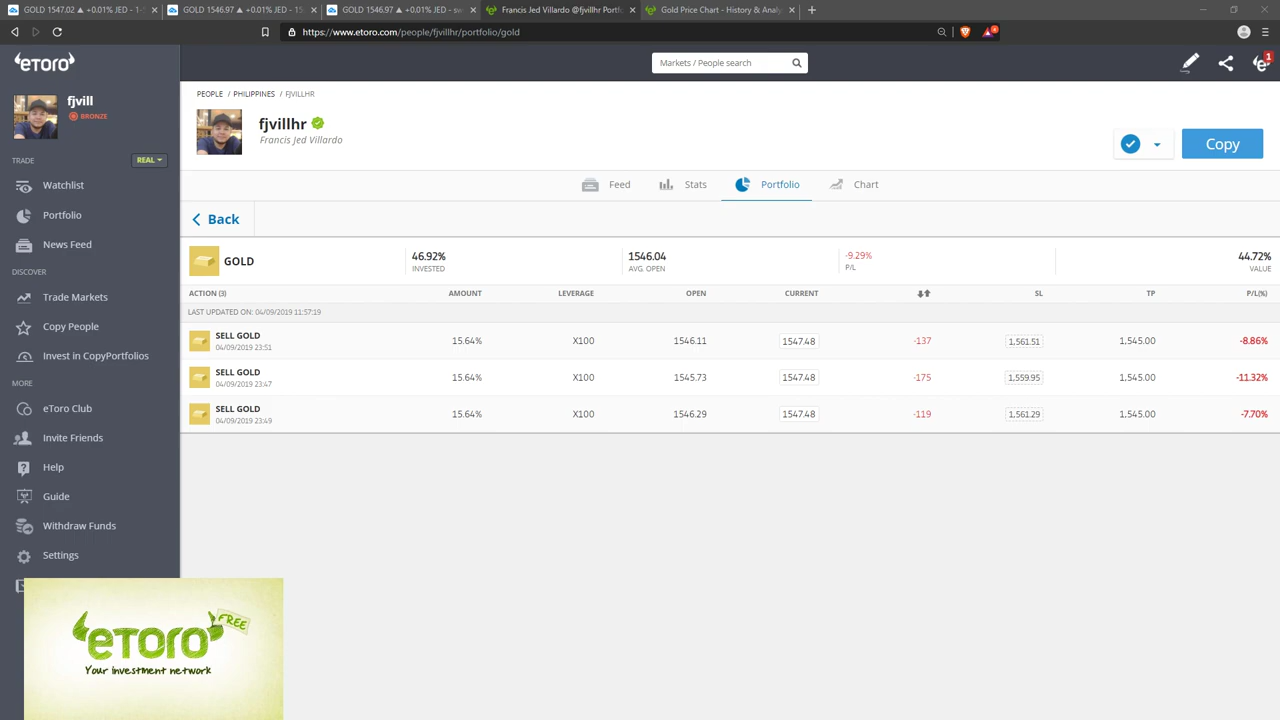 GOLD 1547.02 ▲ +0.01% JED - 1-
GOLD 1546.97 ▲ +0.01% JED - 15
GOLD 1546.97 ▲ +0.01% JED - sw
Francis Jed Villardo @fjvillhr Portf
Gold Price Chart - History & Analy
https://www.etoro.com/people/fjvillhr/portfolio/gold
eToro
Markets / People search
1
fjvill
BRONZE
TRADE
REAL
Watchlist
Portfolio
News Feed
DISCOVER
Trade Markets
Copy People
Invest in CopyPortfolios
MORE
eToro Club
Invite Friends
Help
Guide
Withdraw Funds
Settings
PEOPLE / PHILIPPINES / FJVILLHR
fjvillhr
Francis Jed Villardo
Copy
Feed Stats Portfolio Chart
Back
GOLD 46.92% 1546.04 -9.29% 44.72%
INVESTED AVG. OPEN P/L VALUE
ACTION (3) AMOUNT LEVERAGE OPEN CURRENT SL TP P/L(%)
LAST UPDATED ON: 04/09/2019 11:57:19
SELL GOLD 15.64% X100 1546.11 1547.48 -137 1,561.51 1,545.00 -8.86%
04/09/2019 23:51
SELL GOLD 15.64% X100 1545.73 1547.48 -175 1,559.95 1,545.00 -11.32%
04/09/2019 23:47
SELL GOLD 15.64% X100 1546.29 1547.48 -119 1,561.29 1,545.00 -7.70%
04/09/2019 23:49
eToro FREE
Your investment network